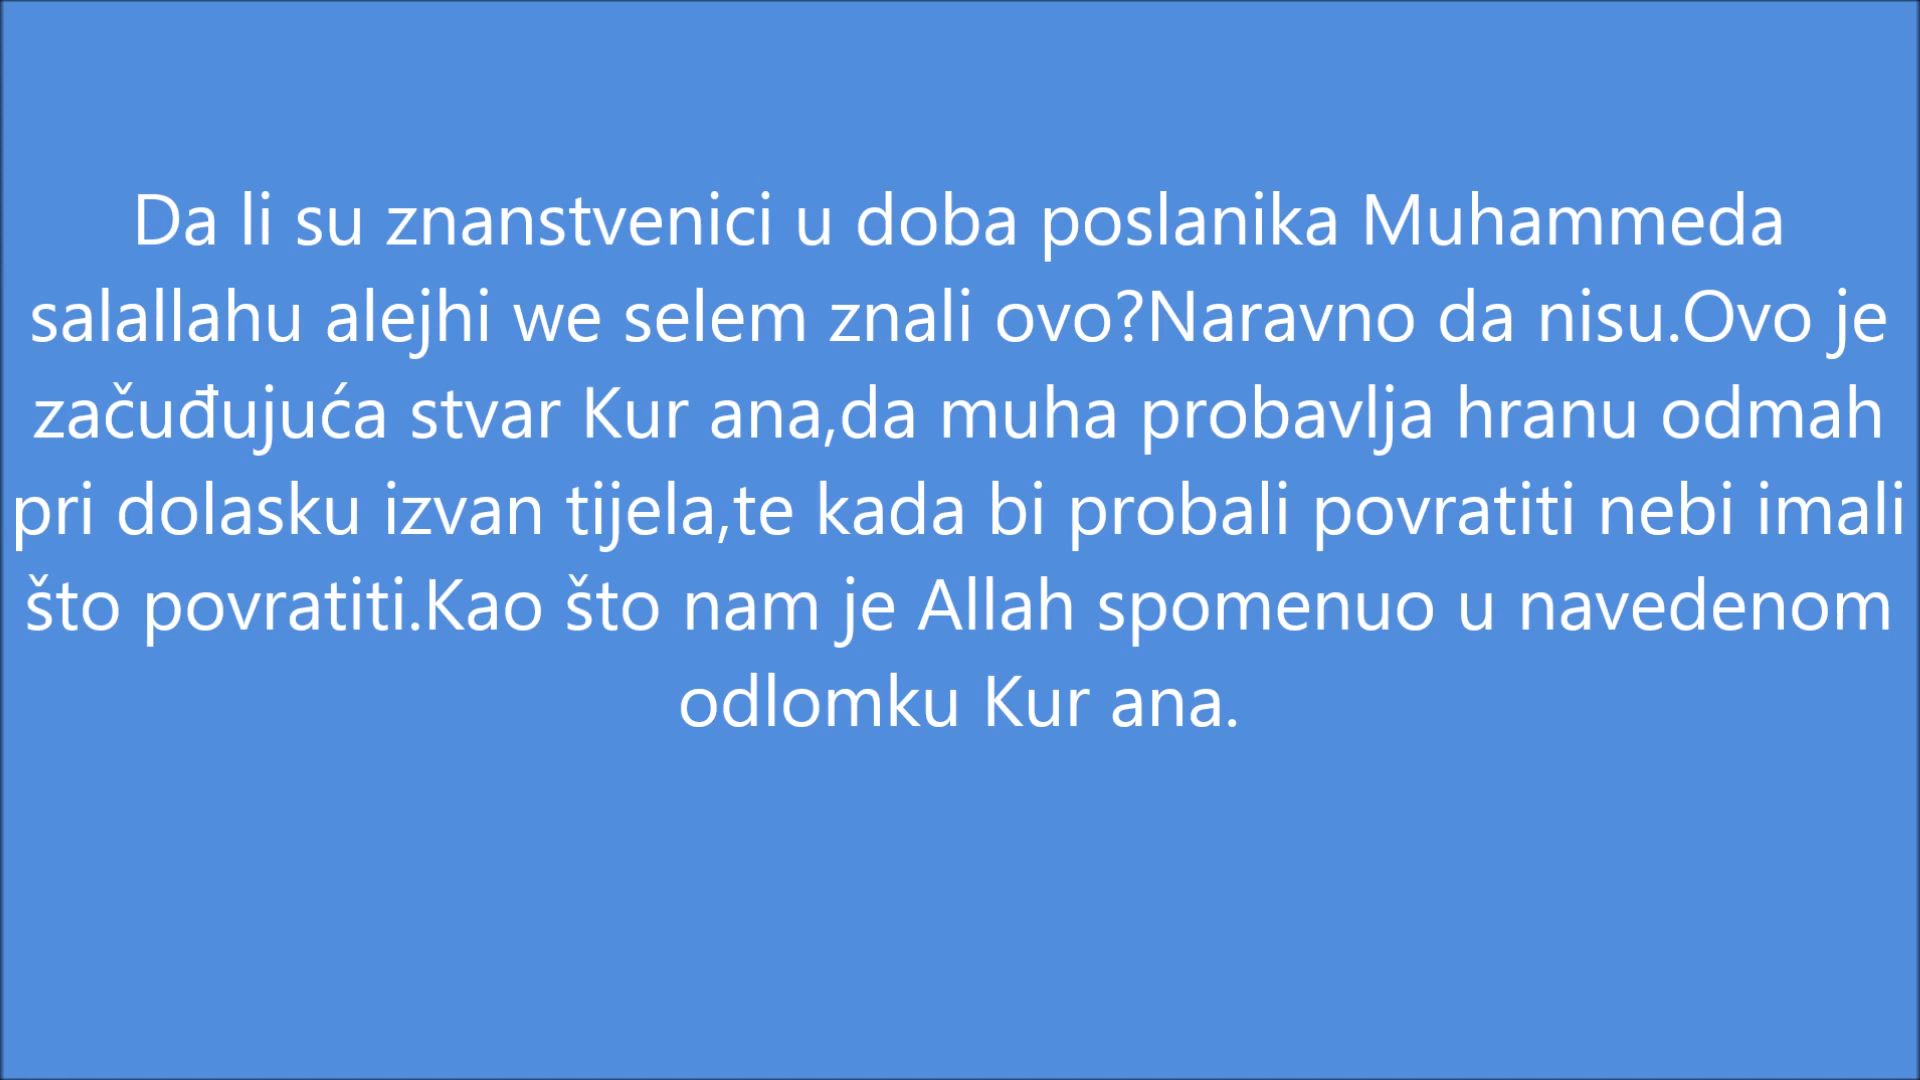 Da li su znanstvenici u doba poslanika Muhammeda
salallahu alejhi we selem znali ovo?Naravno da nisu.Ovo je
začuđujuća stvar Kur ana,da muha probavlja hranu odmah
pri dolasku izvan tijela,te kada bi probali povratiti nebi imali
što povratiti.Kao što nam je Allah spomenuo u navedenom
odlomku Kur ana.